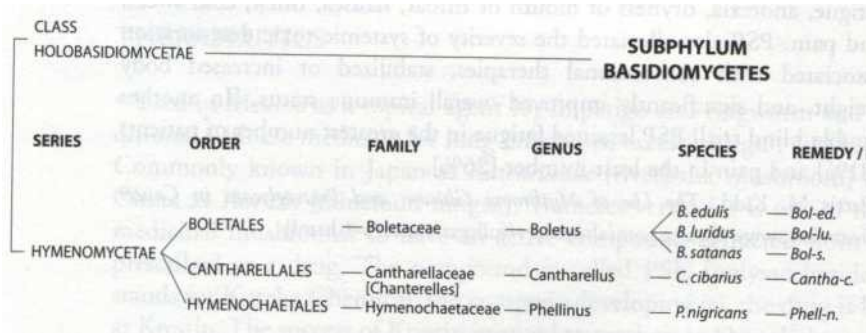 CLASS
HOLOBASIDIOMYCETAE
SUBPHYLUM
BASIDIOMYCETES
SERIES ORDER FAMILY GENUS SPECIES REMEDY /
BOLETALES Boletaceae Boletus B. edulis Bol-ed.
B. luridus Bol-lu.
HYMENOMYCETAE B. satanas Bol-s.
CANTHARELLALES Cantharellaceae Cantharellus C. cibarius Cantha-c.
[Chanterelles]
HYMENOCHAETALES Hymenochaetaceae Phellinus P. nigricans Phell-n.